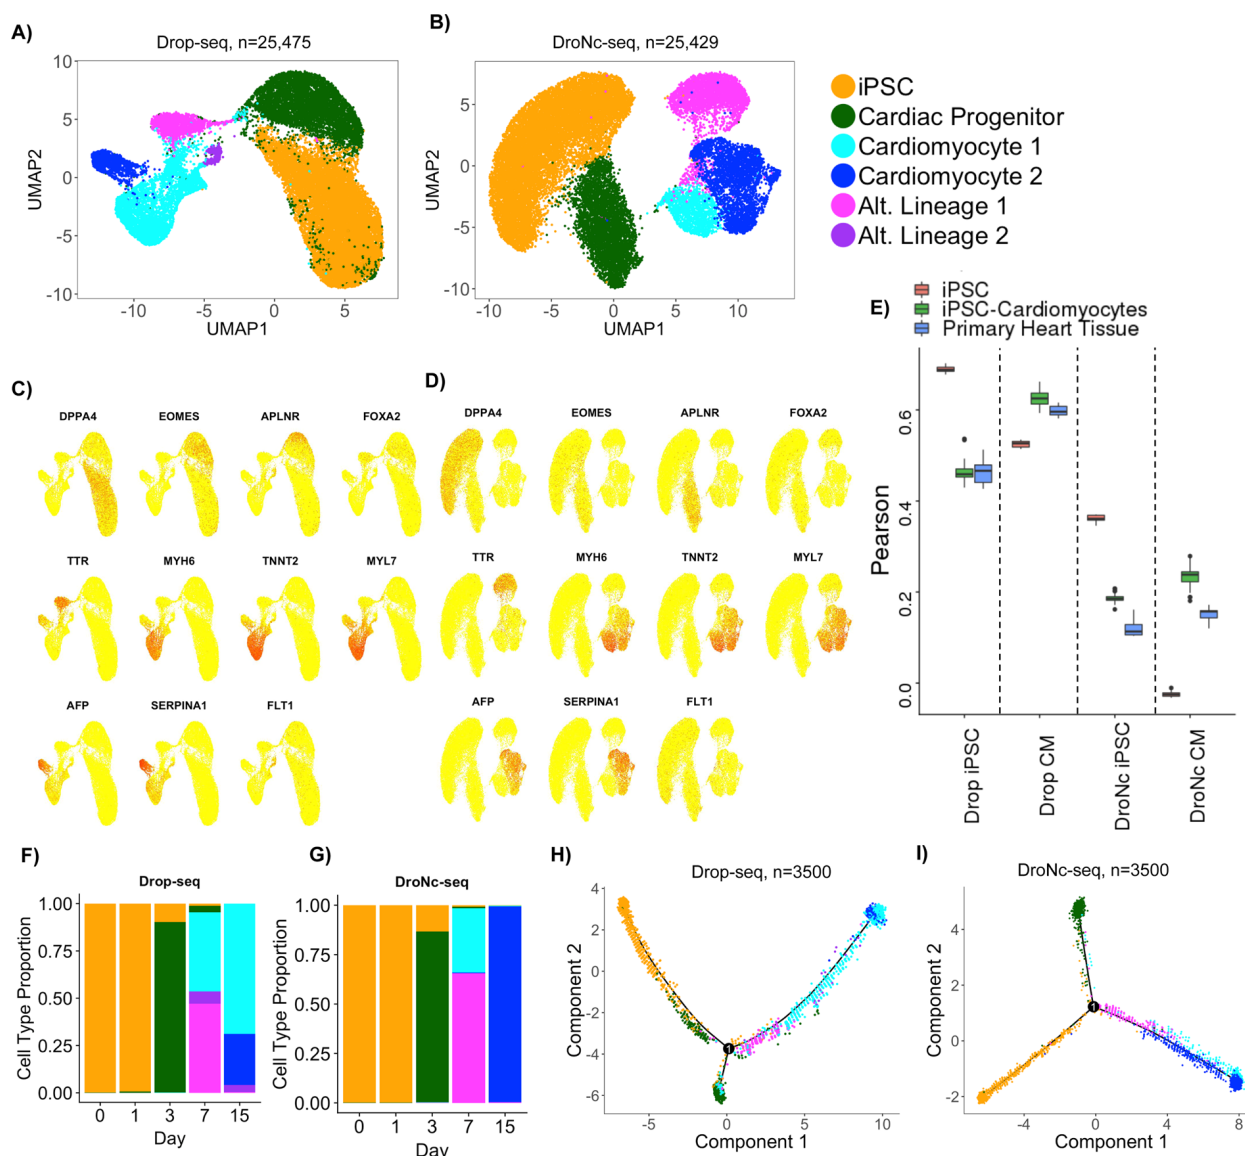 A)
Drop-seq, n=25,475
10
5
0
-5
-10
UMAP2
-10
-5
0
5
UMAP1
B)
DroNc-seq, n=25,429
5
0
-5
-10
UMAP2
-10
-5
0
5
10
UMAP1
iPSC
Cardiac Progenitor
Cardiomyocyte 1
Cardiomyocyte 2
Alt. Lineage 1
Alt. Lineage 2
C)
DPPA4
EOMES
APLNR
FOXA2
TTR
MYH6
TNNT2
MYL7
AFP
SERPINA1
FLT1
D)
DPPA4
EOMES
APLNR
FOXA2
TTR
MYH6
TNNT2
MYL7
AFP
SERPINA1
FLT1
E)
iPSC
iPSC-Cardiomyocytes
Primary Heart Tissue
Pearson
0.6
0.4
0.2
0.0
Drop iPSC
Drop CM
DroNc iPSC
DroNc CM
F)
Drop-seq
Cell Type Proportion
1.00
0.75
0.50
0.25
0.00
0
1
3
7
15
Day
G)
DroNc-seq
Cell Type Proportion
1.00
0.75
0.50
0.25
0.00
0
1
3
7
15
Day
H)
Drop-seq, n=3500
Component 2
4
2
0
-2
-4
-6
1
-5
0
5
10
Component 1
I)
DroNc-seq, n=3500
Component 2
4
2
0
-2
1
-4
0
4
8
Component 1